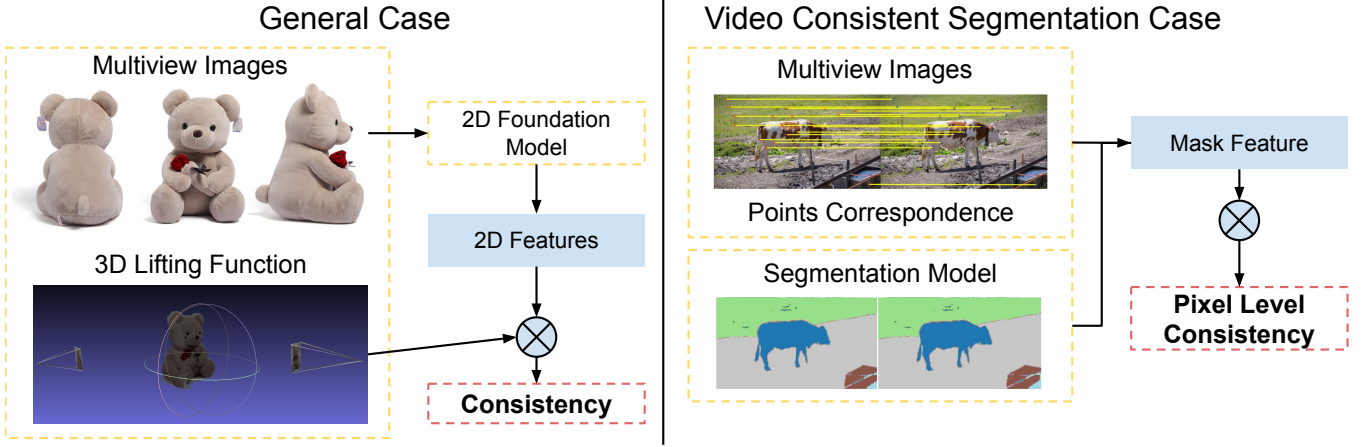 General Case
Multiview Images
2D Foundation
Model
2D Features
3D Lifting Function
Consistency
Video Consistent Segmentation Case
Multiview Images
Points Correspondence
Mask Feature
Segmentation Model
Pixel Level
Consistency